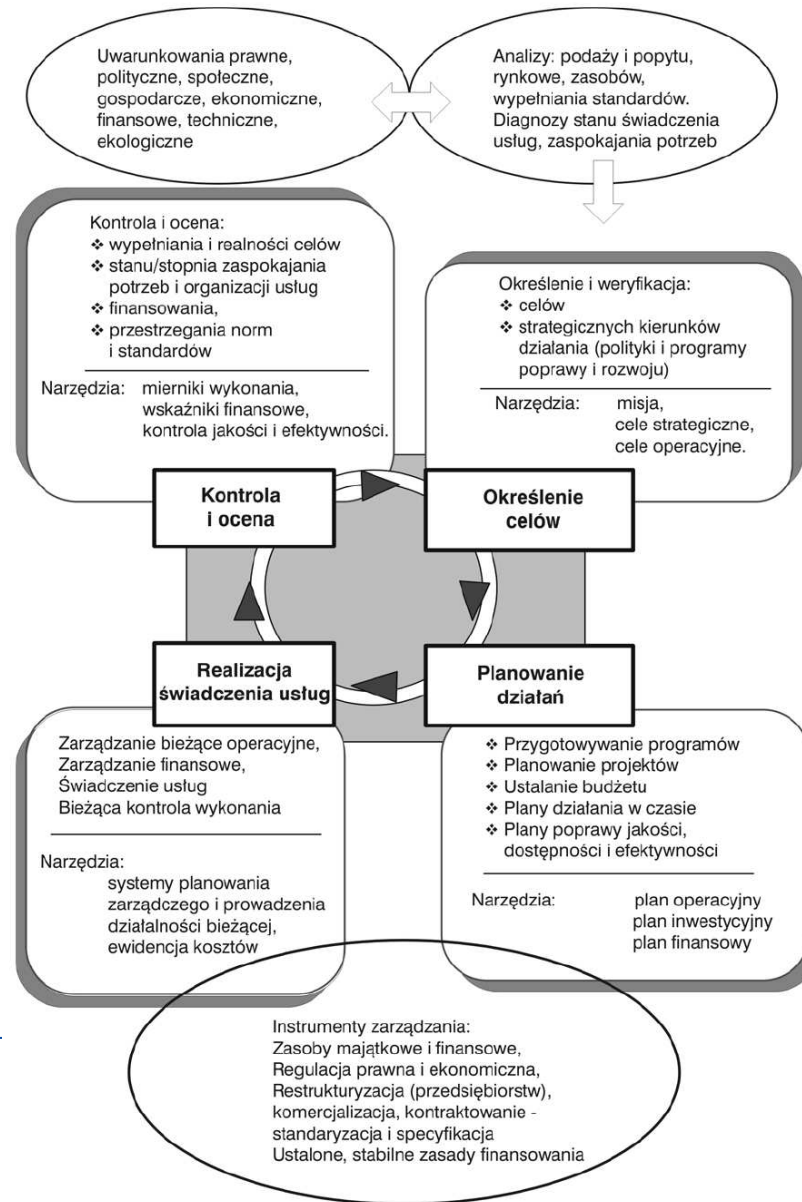 Uwarunkowania prawne,
polityczne, społeczne,
gospodarcze, ekonomiczne,
finansowe, techniczne,
ekologiczne
Analizy: podaży i popytu,
rynkowe, zasobów,
wypełniania standardów.
Diagnozy stanu świadczenia
usług, zaspokajania potrzeb
Kontrola i ocena:
❖ wypełniania i realności celów
❖ stanu/stopnia zaspokajania
potrzeb i organizacji usług
❖ finansowania,
❖ przestrzegania norm
i standardów
Narzędzia: mierniki wykonania,
wskaźniki finansowe,
kontrola jakości i efektywności.
Określenie i weryfikacja:
❖ celów
❖ strategicznych kierunków
działania (polityki i programy
poprawy i rozwoju)
Narzędzia: misja,
cele strategiczne,
cele operacyjne.
Kontrola
i ocena
Określenie
celów
Realizacja
świadczenia usług
Planowanie
działań
Zarządzanie bieżące operacyjne,
Zarządzanie finansowe,
Świadczenie usług
Bieżąca kontrola wykonania
Narzędzia:
systemy planowania
zarządczego i prowadzenia
działalności bieżącej,
ewidencja kosztów
❖ Przygotowywanie programów
❖ Planowanie projektów
❖ Ustalanie budżetu
❖ Plany działania w czasie
❖ Plany poprawy jakości,
dostępności i efektywności
Narzędzia: plan operacyjny
plan inwestycyjny
plan finansowy
Instrumenty zarządzania:
Zasoby majątkowe i finansowe,
Regulacja prawna i ekonomiczna,
Restrukturyzacja (przedsiębiorstw),
komercjalizacja, kontraktowanie -
standaryzacja i specyfikacja
Ustalone, stabilne zasady finansowania